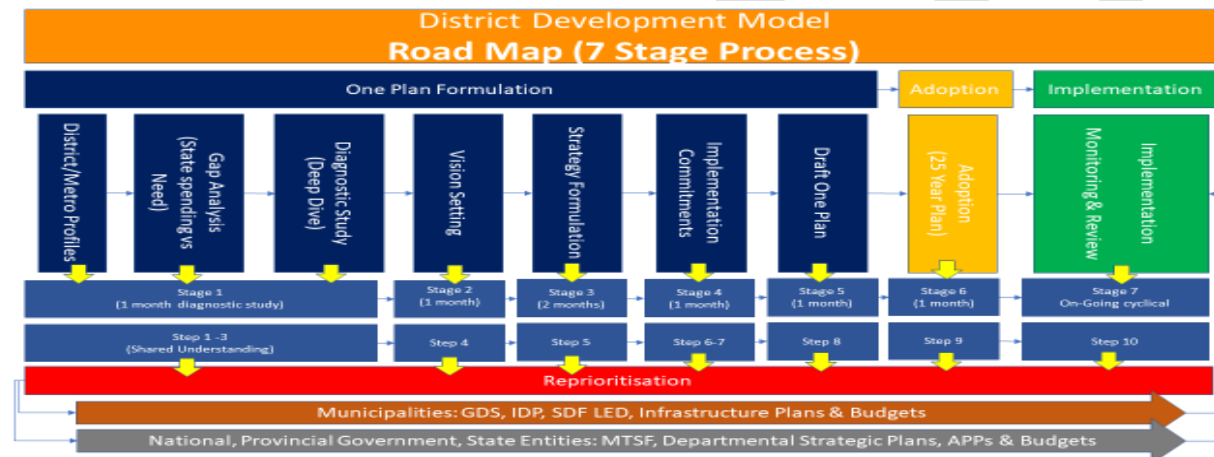 District Development Model
Road Map (7 Stage Process)
One Plan Formulation
Adoption
Implementation
District/Metro Profiles
Gap Analysis
(State spending vs
Need)
Diagnostic Study
(Deep Dive)
Vision Setting
Strategy Formulation
Implementation
Commitments
Draft One Plan
Adoption
(25 Year Plan)
Implementation
Monitoring & Review
Stage 1
(1 month diagnostic study)
Stage 2
(1 month)
Stage 3
(2 months)
Stage 4
(1 month)
Stage 5
(1 month)
Stage 6
(1 month)
Stage 7
On-Going cyclical
Step 1 -3
(Shared Understanding)
Step 4
Step 5
Step 6-7
Step 8
Step 9
Step 10
Reprioritisation
Municipalities: GDS, IDP, SDF LED, Infrastructure Plans & Budgets
National, Provincial Government, State Entities: MTSF, Departmental Strategic Plans, APPs & Budgets